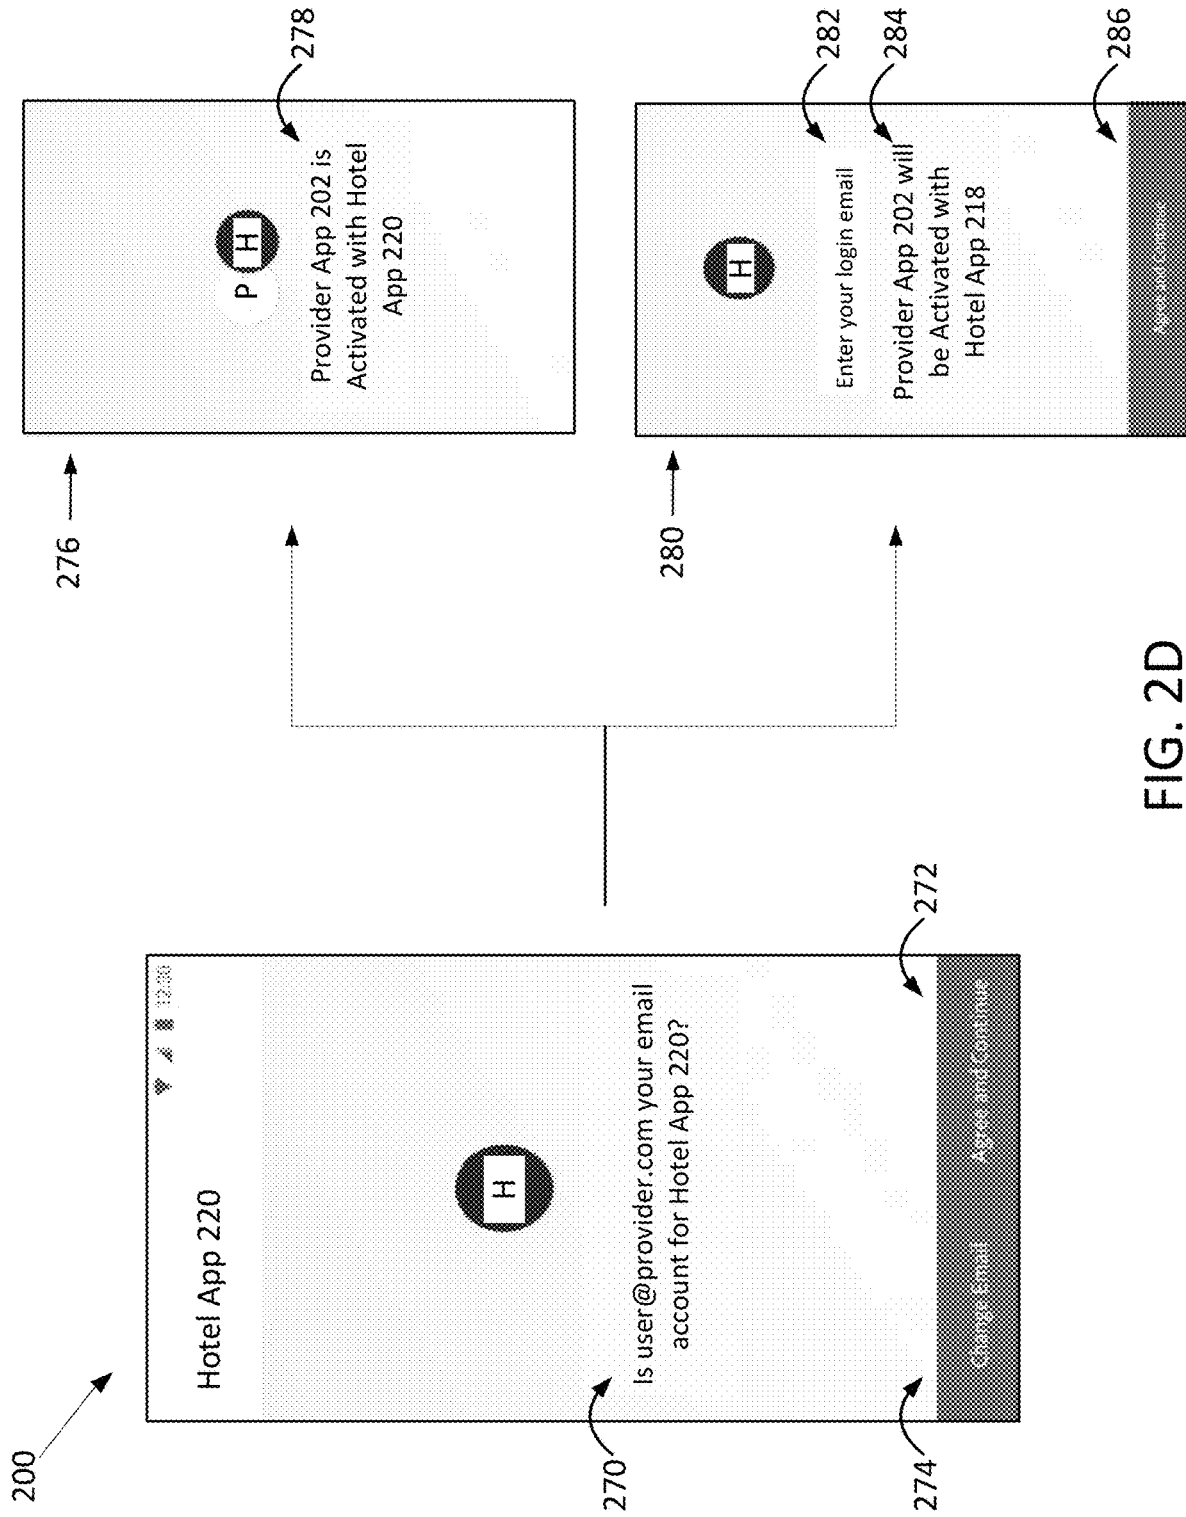 200
Hotel App 220
12:30
H
270
Is user@provider.com your email
account for Hotel App 220?
274
Change Email
Agree and Continue
272
276
P H
278
Provider App 202 is
Activated with Hotel
App 220
280
H
282
Enter your login email
284
Provider App 202 will
be Activated with
Hotel App 218
286
FIG. 2D